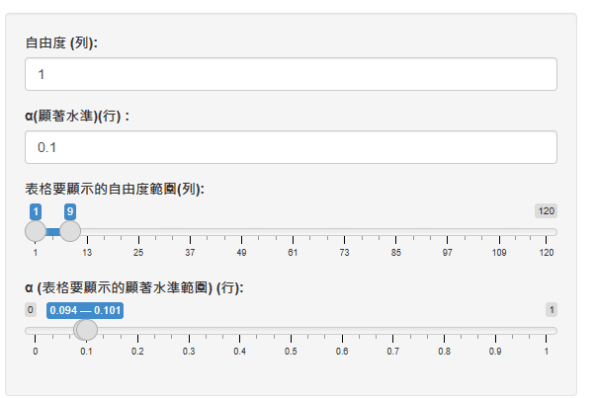 自由度 (列):
1
α(顯著水準)(行) :
0.1
表格要顯示的自由度範圍(列):
1 9 120
1 13 25 37 49 61 73 85 97 109 120
α (表格要顯示的顯著水準範圍) (行):
0 0.094 — 0.101 1
0 0.1 0.2 0.3 0.4 0.5 0.6 0.7 0.8 0.9 1